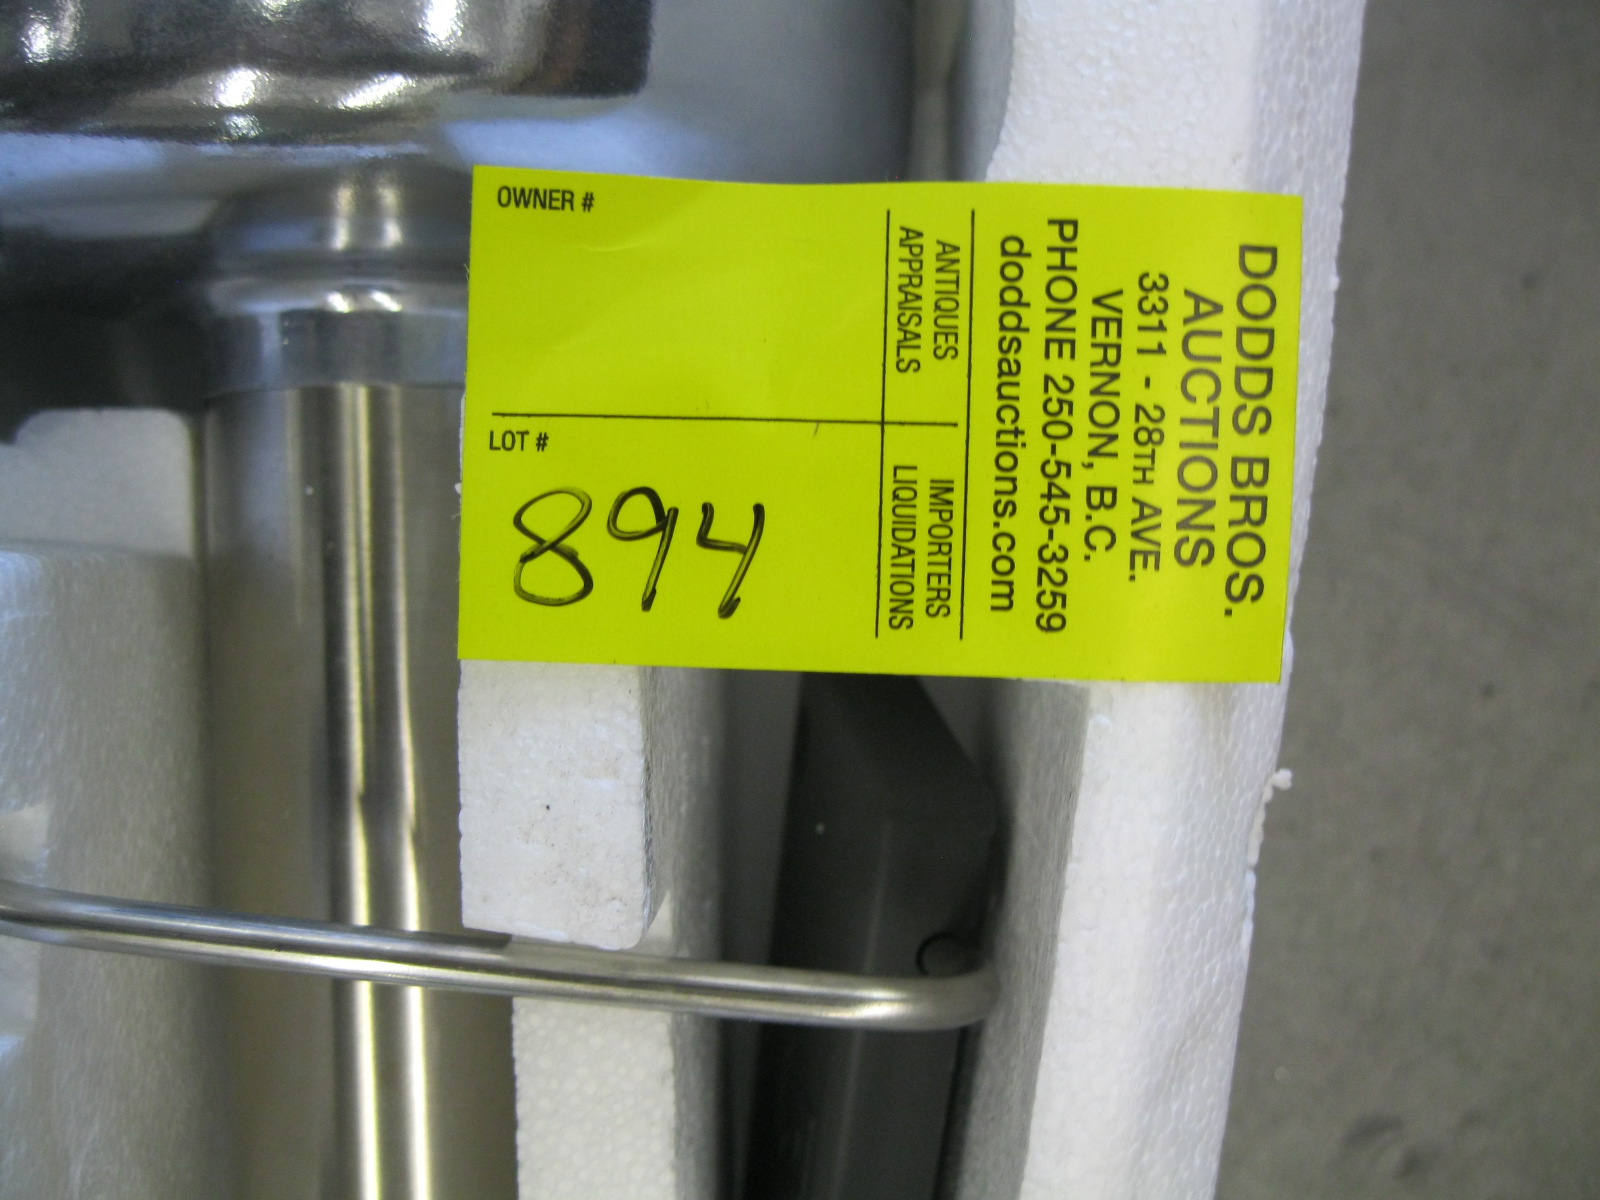 DODDS BROS.
AUCTIONS
3311 - 28TH AVE.
VERNON, B.C.
PHONE 250-545-3259
doddsauctions.com
ANTIQUES
APPRAISALS
IMPORTERS
LIQUIDATIONS
OWNER #
LOT #
894